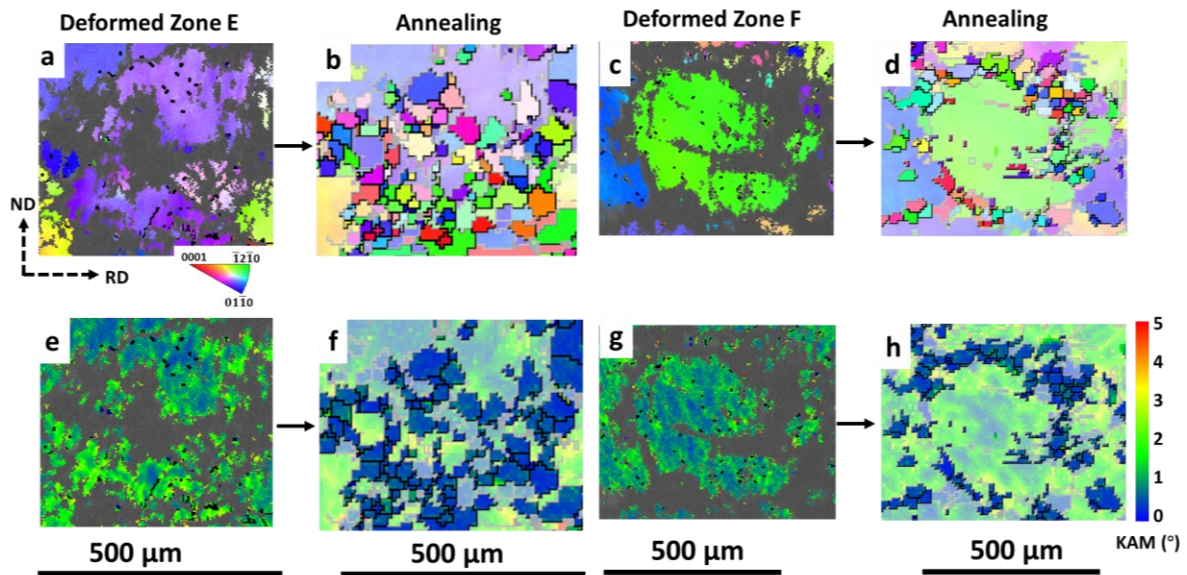 Deformed Zone E
Annealing
Deformed Zone F
Annealing
a
b
c
d
ND
RD
0001
1̅21̅0
011̅0
e
f
g
h
5
4
3
2
1
0
KAM (°)
500 µm
500 µm
500 µm
500 µm